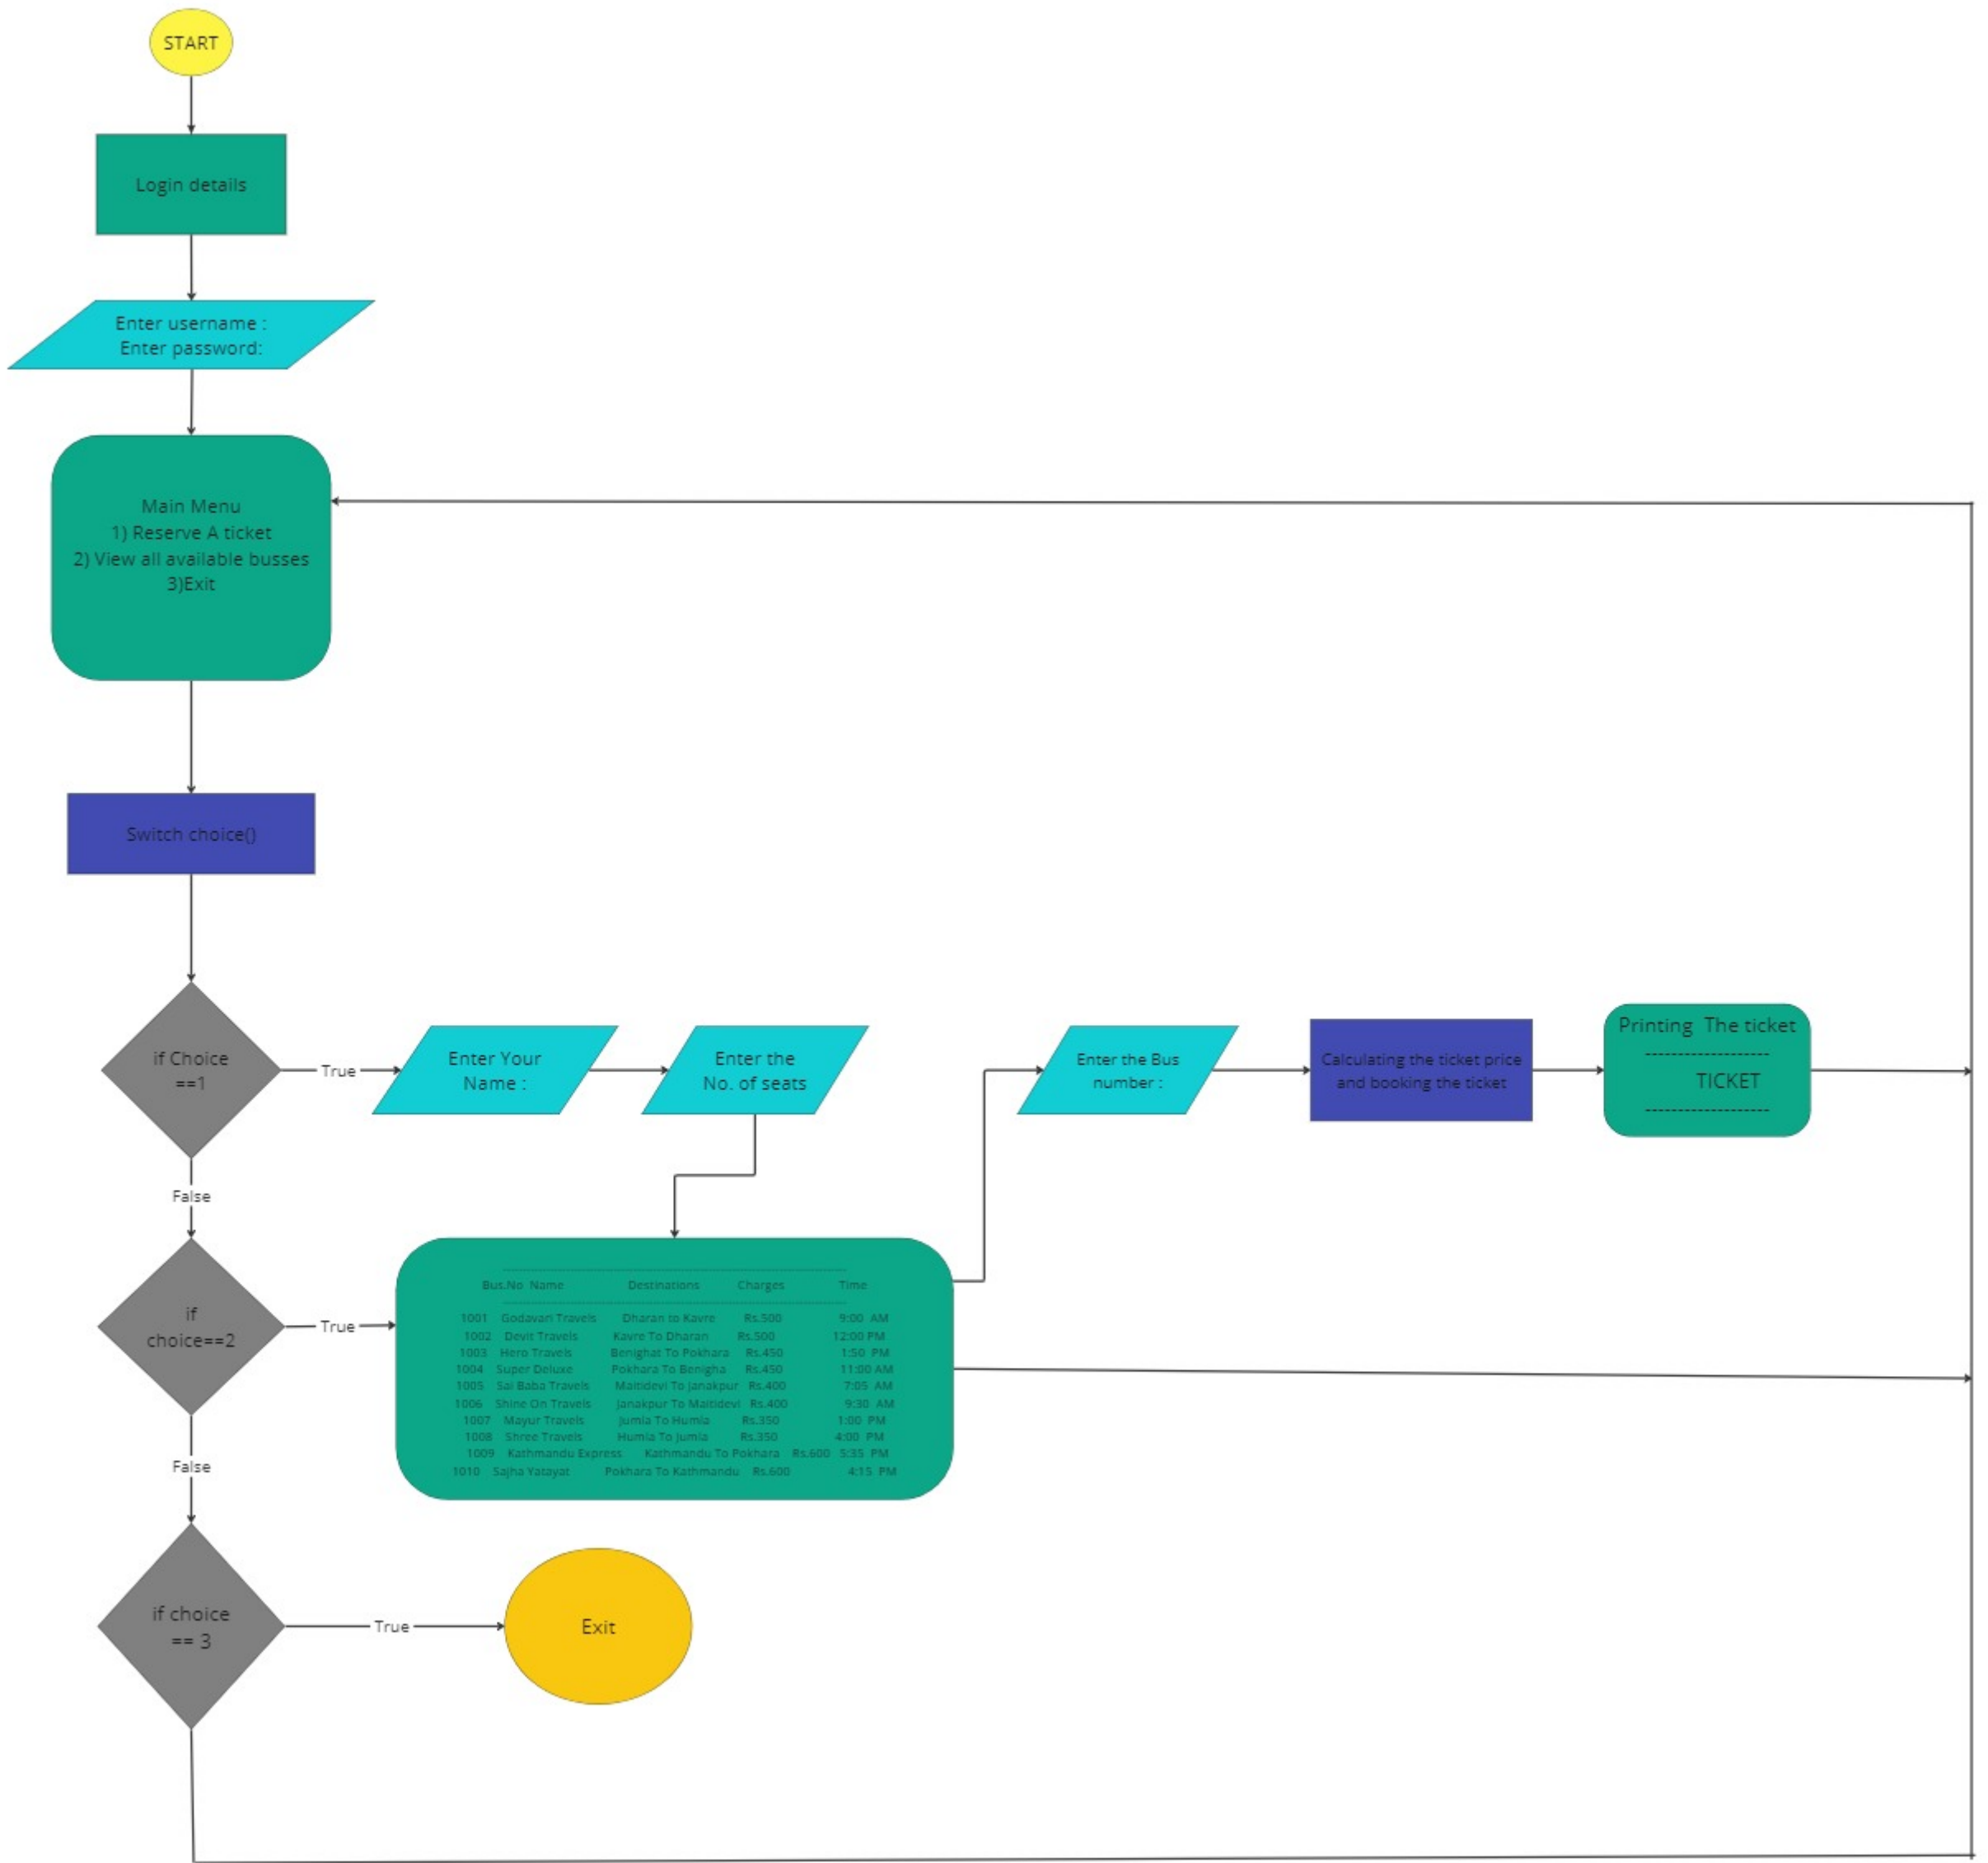 START
Login details
Enter username :
Enter password:
Main Menu
1) Reserve A ticket
2) View all available busses
3)Exit
Switch choice()
if Choice
==1
True
Enter Your
Name :
Enter the
No. of seats
Enter the Bus
number :
Calculating the ticket price
and booking the ticket
Printing The ticket
-------------------
TICKET
-------------------
False
if
choice==2
True
--------------------------------------------------------------------------------
Bus.No Name Destinations Charges Time
--------------------------------------------------------------------------------
1001 Godavari Travels Dharan to Kavre Rs.500 9:00 AM
1002 Devit Travels Kavre To Dharan Rs.500 12:00 PM
1003 Hero Travels Benighat To Pokhara Rs.450 1:50 PM
1004 Super Deluxe Pokhara To Benigha Rs.450 11:00 AM
1005 Sai Baba Travels Maitidevi To Janakpur Rs.400 7:05 AM
1006 Shine On Travels Janakpur To Maitidevi Rs.400 9:30 AM
1007 Mayur Travels Jumla To Humla Rs.350 1:00 PM
1008 Shree Travels Humla To Jumla Rs.350 4:00 PM
1009 Kathmandu Express Kathmandu To Pokhara Rs.600 5:35 PM
1010 Sajha Yatayat Pokhara To Kathmandu Rs.600 4:15 PM
False
if choice
== 3
True
Exit